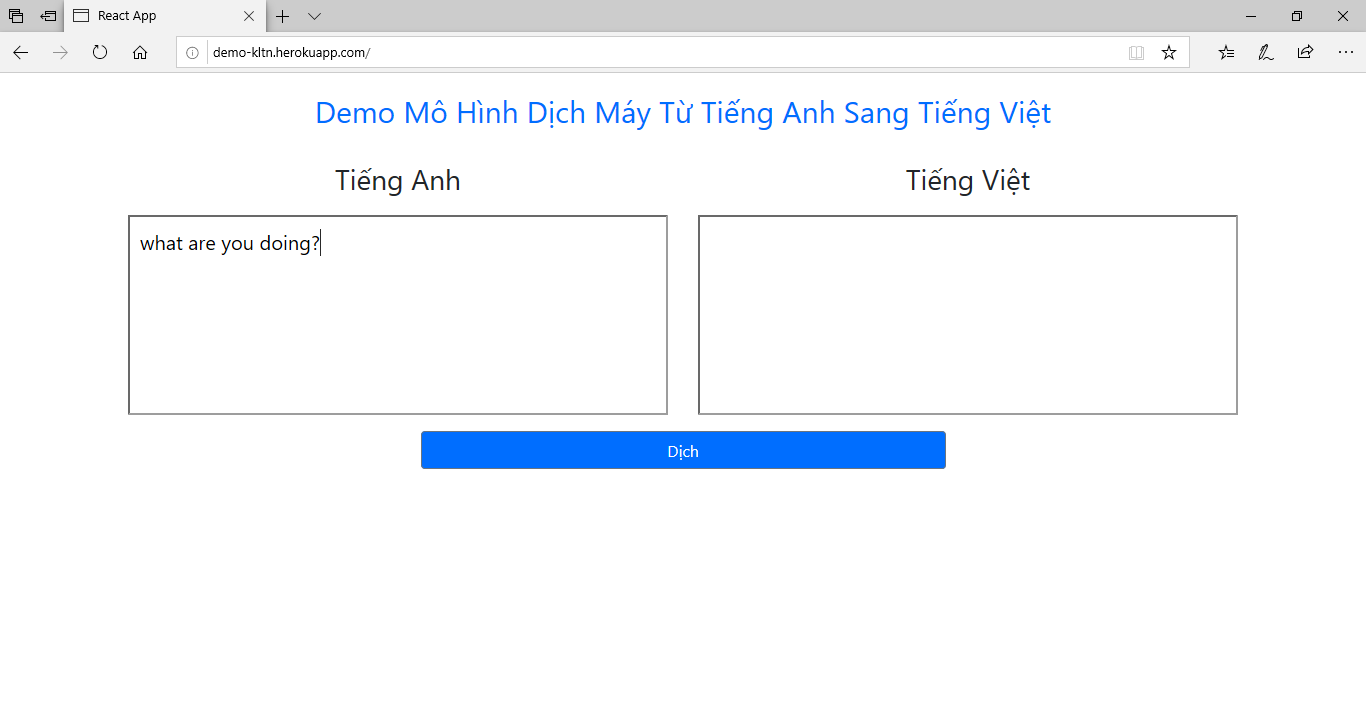 React App
demo-kltn.herokuapp.com/
Demo Mô Hình Dịch Máy Từ Tiếng Anh Sang Tiếng Việt
Tiếng Anh
Tiếng Việt
what are you doing?
Dịch